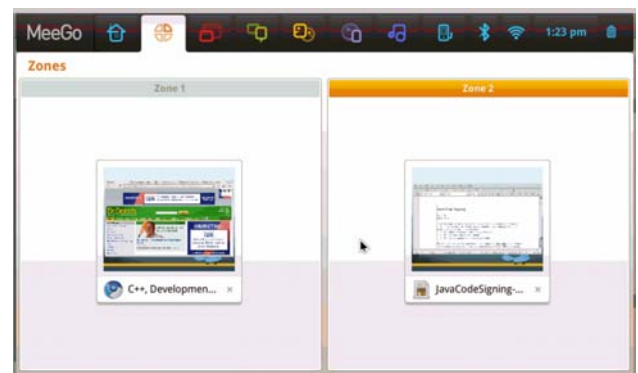 MeeGo 1:23 pm
Zones
Zone 1 Zone 2
C++, Developmen... × JavaCodeSigning-... ×